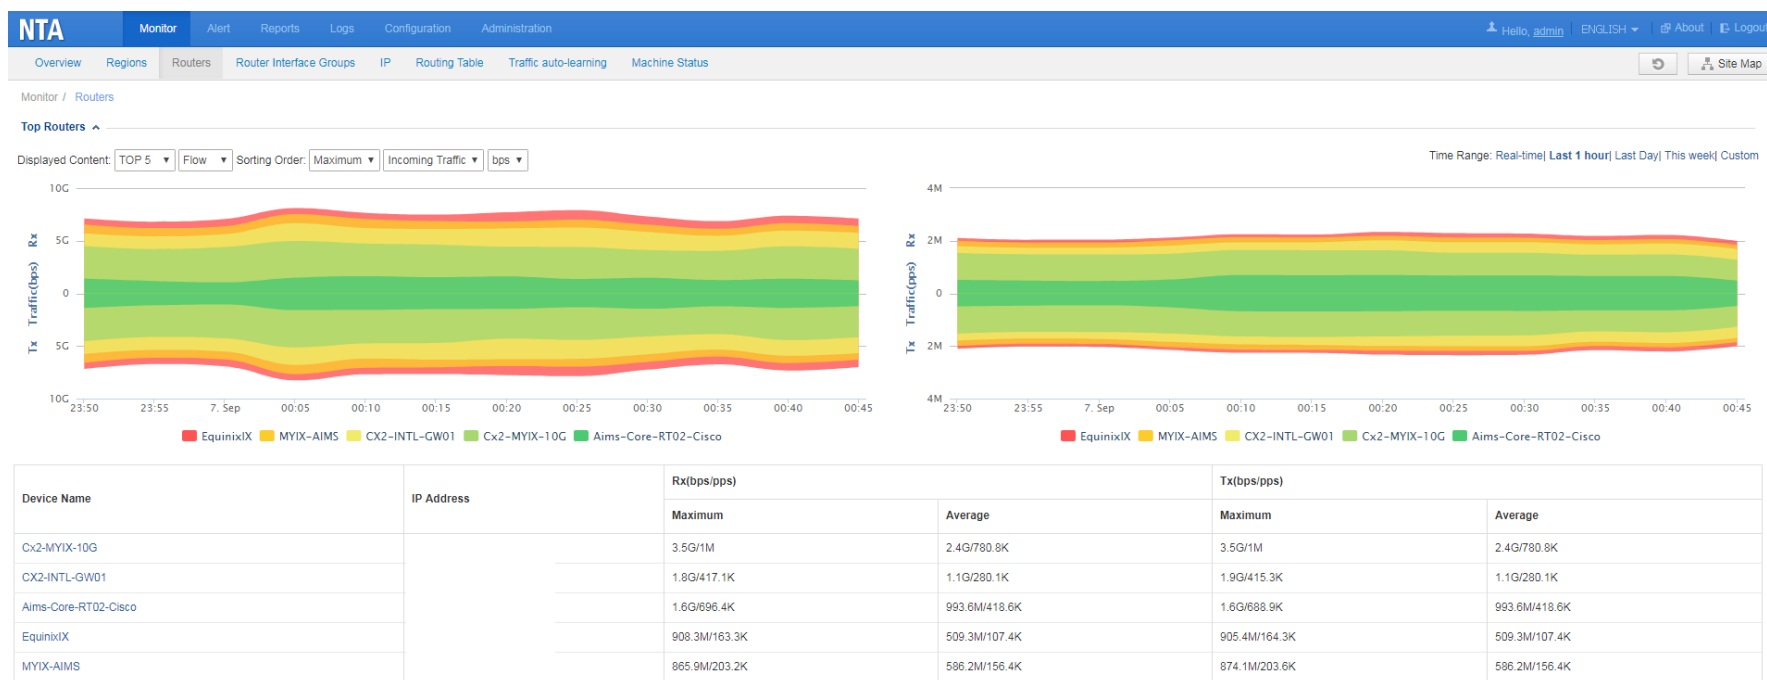 NTA Monitor Alert Reports Logs Configuration Administration Hello, admin ENGLISH About Logout
Overview Regions Routers Router Interface Groups IP Routing Table Traffic auto-learning Machine Status Site Map
Monitor / Routers
Top Routers
Displayed Content: TOP 5 Flow Sorting Order: Maximum Incoming Traffic bps Time Range: Real-time| Last 1 hour| Last Day| This week| Custom
10G
5G
0
5G
10G
Tx Traffic(bps) Rx
23:50 23:55 7. Sep 00:05 00:10 00:15 00:20 00:25 00:30 00:35 00:40 00:45
EquinixIX MYIX-AIMS CX2-INTL-GW01 Cx2-MYIX-10G Aims-Core-RT02-Cisco
4M
2M
0
2M
4M
Tx Traffic(pps) Rx
23:50 23:55 7. Sep 00:05 00:10 00:15 00:20 00:25 00:30 00:35 00:40 00:45
EquinixIX MYIX-AIMS CX2-INTL-GW01 Cx2-MYIX-10G Aims-Core-RT02-Cisco
Device Name IP Address Rx(bps/pps) Tx(bps/pps)
Maximum Average Maximum Average
Cx2-MYIX-10G 3.5G/1M 2.4G/780.8K 3.5G/1M 2.4G/780.8K
CX2-INTL-GW01 1.8G/417.1K 1.1G/280.1K 1.9G/415.3K 1.1G/280.1K
Aims-Core-RT02-Cisco 1.6G/696.4K 993.6M/418.6K 1.6G/688.9K 993.6M/418.6K
EquinixIX 908.3M/163.3K 509.3M/107.4K 905.4M/164.3K 509.3M/107.4K
MYIX-AIMS 865.9M/203.2K 586.2M/156.4K 874.1M/203.6K 586.2M/156.4K